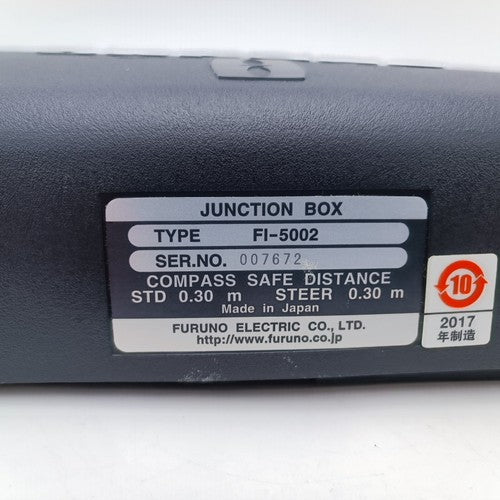 JUNCTION BOX
TYPE FI-5002
SER.NO. 007672
COMPASS SAFE DISTANCE
STD 0.30 m STEER 0.30 m
Made in Japan
FURUNO ELECTRIC CO., LTD.
http://www.furuno.co.jp
10
2017
年制造